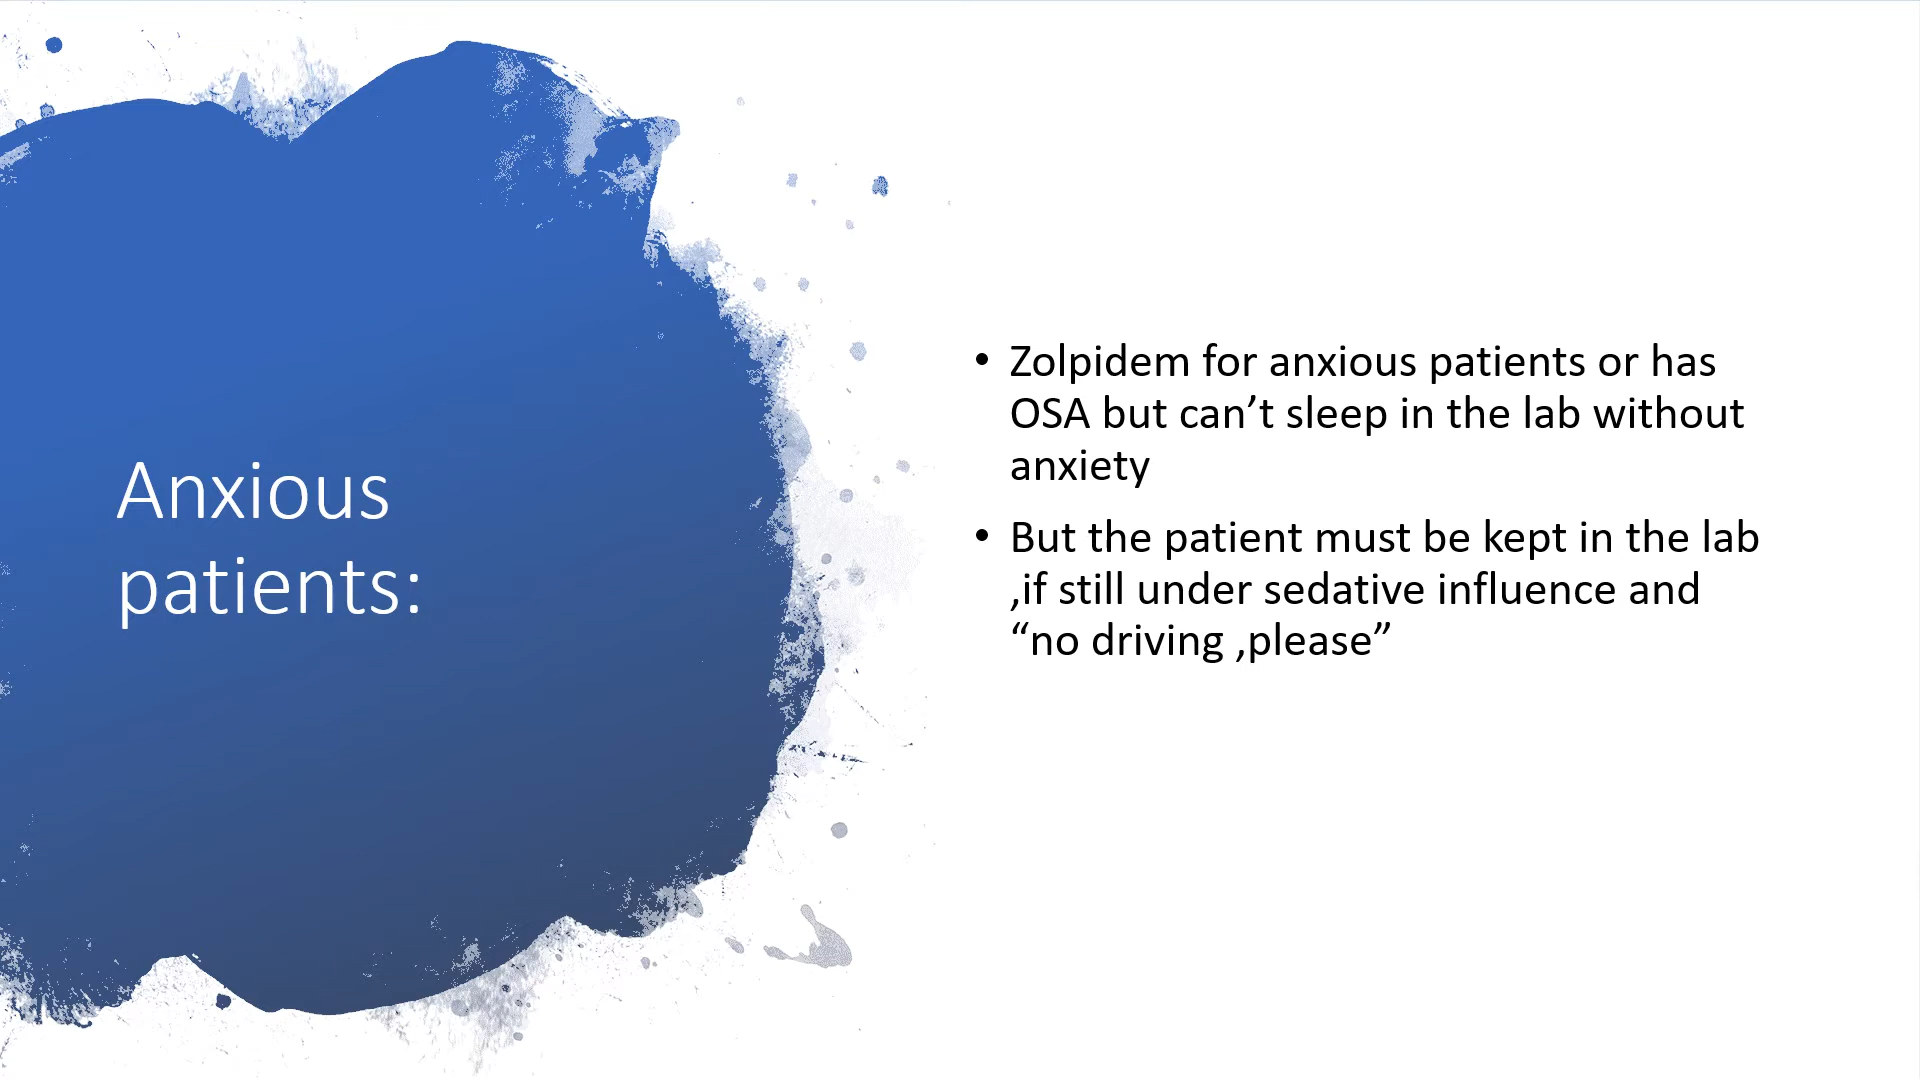 Anxious
patients:
• Zolpidem for anxious patients or has
OSA but can’t sleep in the lab without
anxiety
• But the patient must be kept in the lab
,if still under sedative influence and
“no driving ,please”